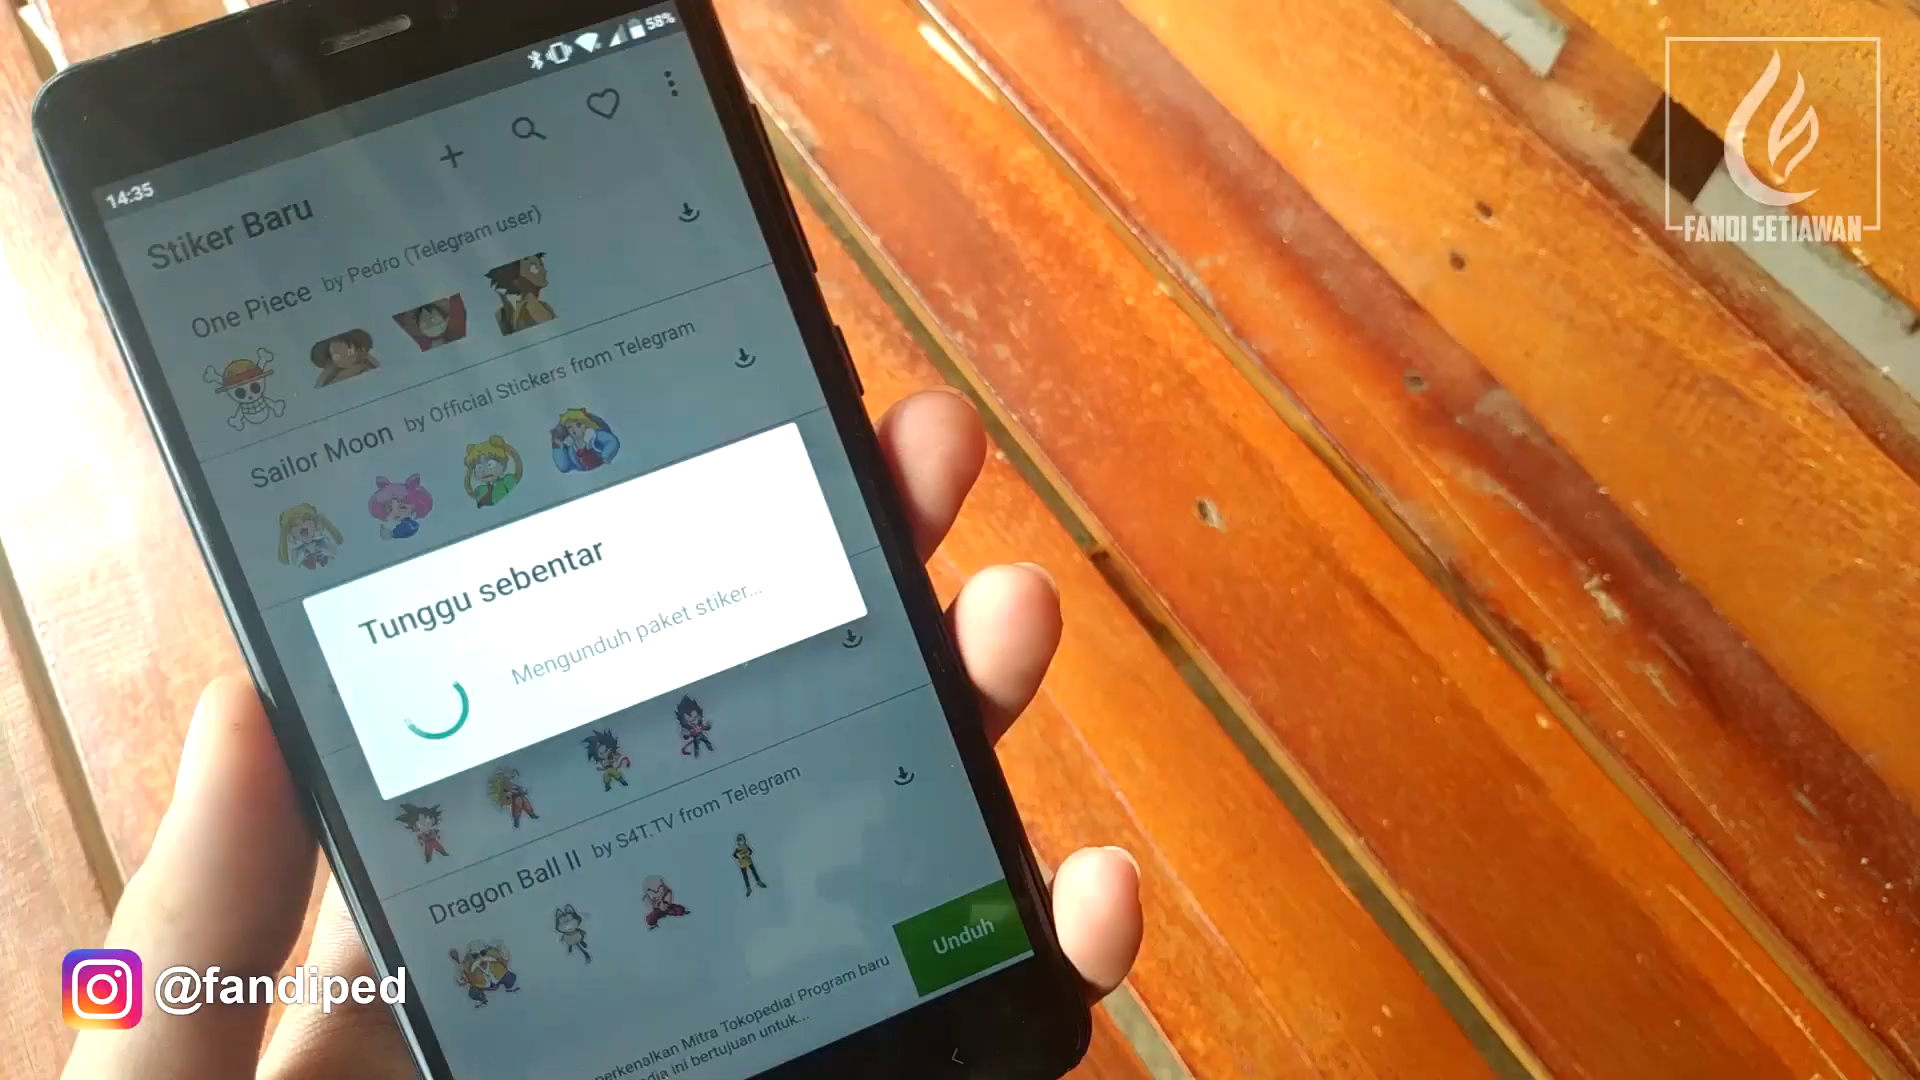 58%
14:35
Stiker Baru
One Piece by Pedro (Telegram user)
Sailor Moon by Official Stickers from Telegram
Tunggu sebentar
Mengunduh paket stiker...
Dragon Ball II by S4T.TV from Telegram
Unduh
Mitra Tokopedia! Program baru
ini bertujuan untuk...
FANDI SETIAWAN
@fandiped